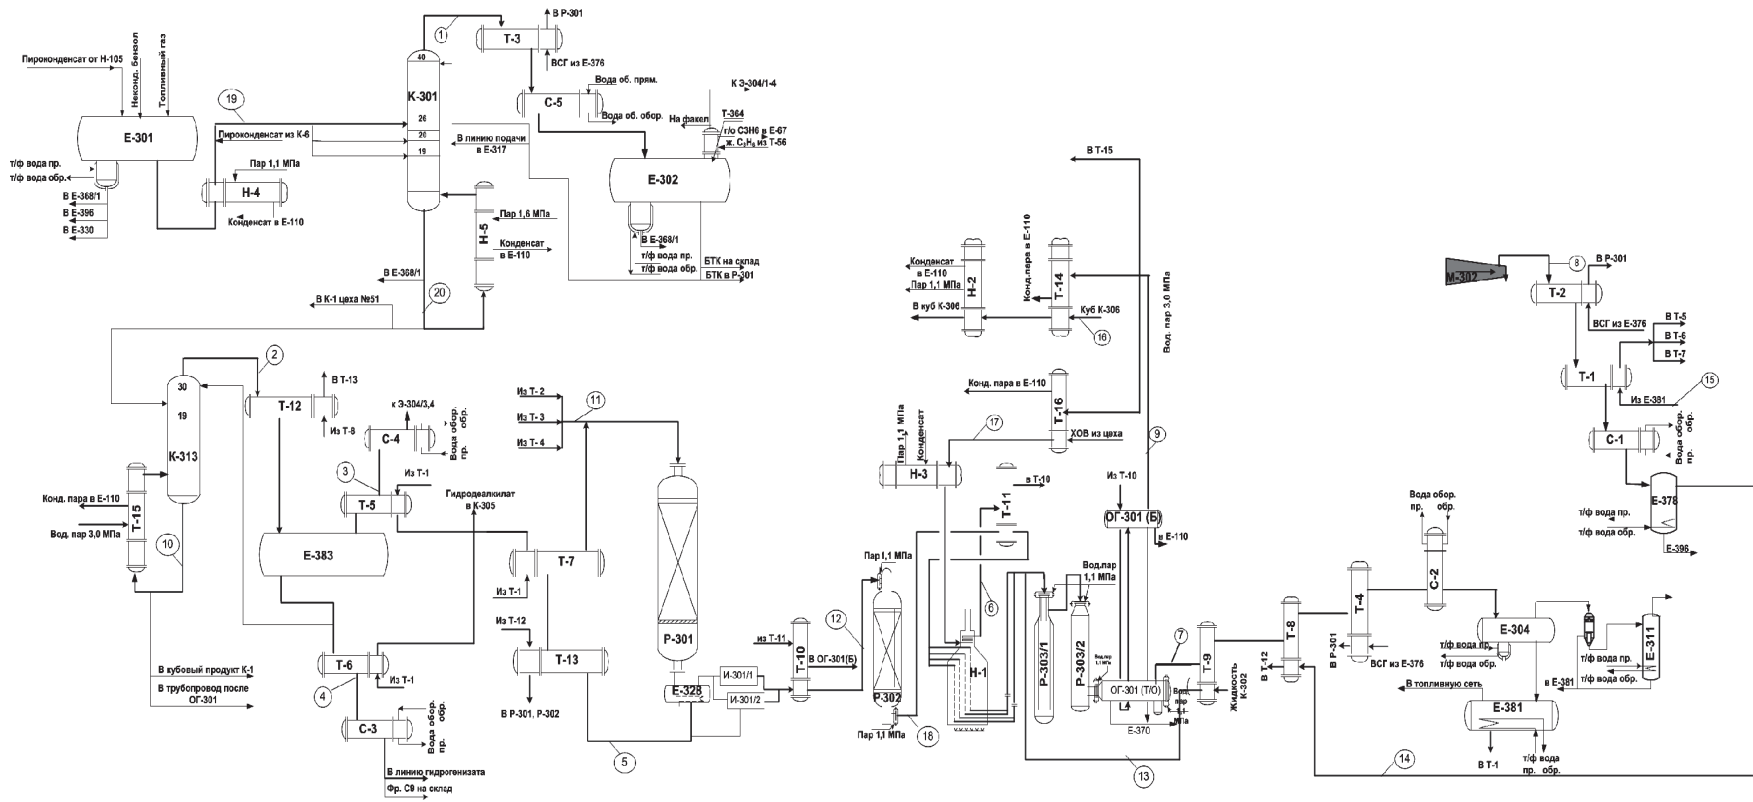 Пироконденсат от Н-105
Неконд. бензол
Топливный газ
Е-301
т/ф вода пр.
т/ф вода обр.
В Е-368/1
В Е-396
В Е-330
19
Пироконденсат из К-6
Пар 1,1 МПа
Н-4
Конденсат в Е-110
1
40
К-301
26
20
19
В Р-301
Т-3
ВСГ из Е-376
Вода об. прям.
С-5
Вода об. обор.
В линию подачи
в Е-317
К Э-304/1-4
На факел
Т-364
г/о С3Н6 в Е-67
ж. С₃Н₆ из Т-56
Е-302
Пар 1,6 МПа
Н-5
Конденсат
в Е-110
В Е-368/1
т/ф вода пр.
т/ф вода обр.
БТК на склад
БТК в Р-301
В Е-368/1
20
В К-1 цеха №51
2
30
19
К-313
В Т-13
Т-12
Из Т-8
к Э-304/3,4
С-4
Вода обор.
пр. обр.
3
Из Т-1
Т-5
Гидродеалкилат
в К-305
Конд. пара в Е-110
Т-15
Вод. пар 3,0 МПа
10
Е-383
Т-6
Из Т-1
4
В кубовый продукт К-1
В трубопровод после
ОГ-301
С-3
Вода обор.
пр. обр.
В линию гидрогенизата
Фр. С9 на склад
Из Т- 2
Из Т- 3
Из Т- 4
11
Т-7
Из Т-1
Из Т-12
Т-13
В Р-301, Р-302
5
Р-301
Е-328
И-301/1
И-301/2
из Т-11
Т-10
В ОГ-301(Б)
12
Пар 1,1 МПа
Р-302
Пар 1,1 МПа
18
В Т-15
Конденсат
в Е-110
Пар 1,1 МПа
В куб К-306
Н-2
Конд.пара в Е-110
Т-14
Куб К-306
16
Вод. пар 3,0 МПа
Конд. пара в Е-110
Т-16
ХОВ из цеха
17
Пар 1,1 МПа
Конденсат
Н-3
9
Т-11
в Т-10
Из Т-10
ОГ-301 (Б)
в Е-110
6
Н-1
Вод.пар
1,1 МПа
Р-303/1
Р-303/2
Вод.пар
1,1 МПа
ОГ-301 (Т/О)
Вод.
пар
Е-370
13
7
Т-9
Жидкость
К-302
Т-8
В Т-12
Т-4
В Р-301
ВСГ из Е-376
Вода обор.
пр. обр.
С-2
Е-304
т/ф вода пр.
т/ф вода обр.
В топливную сеть
Е-381
В Т-1
т/ф вода
пр. обр.
14
Е-311
т/ф вода пр.
т/ф вода обр.
в Е-381
М-302
8
В Р-301
Т-2
ВСГ из Е-376
В Т-5
В Т-6
В Т-7
Т-1
15
Из Е-381
Вода обор.
пр. обр.
С-1
Е-378
т/ф вода пр.
т/ф вода обр.
Е-396